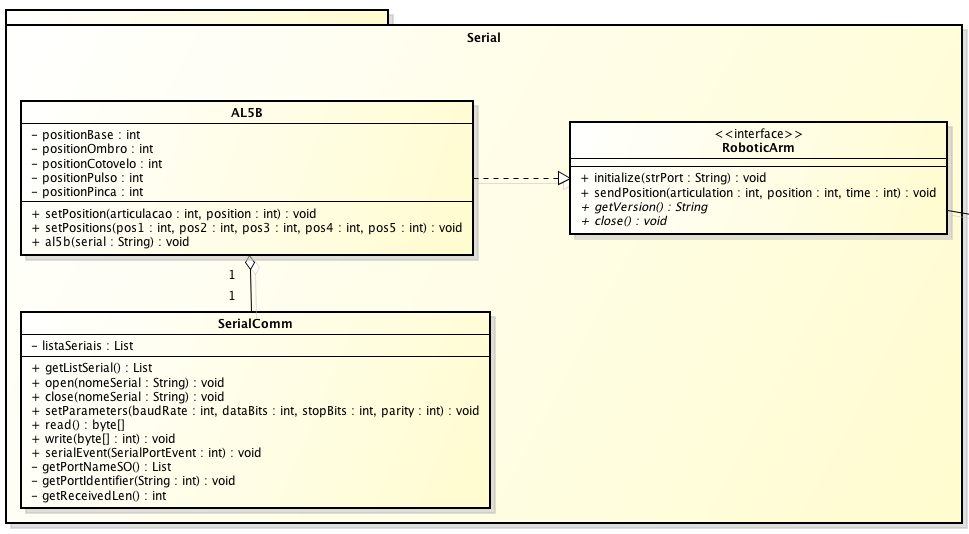 Serial
AL5B
- positionBase : int
- positionOmbro : int
- positionCotovelo : int
- positionPulso : int
- positionPinca : int
+ setPosition(articulacao : int, position : int) : void
+ setPositions(pos1 : int, pos2 : int, pos3 : int, pos4 : int, pos5 : int) : void
+ al5b(serial : String) : void
<<interface>>
RoboticArm
+ initialize(strPort : String) : void
+ sendPosition(articulation : int, position : int, time : int) : void
+ getVersion() : String
+ close() : void
1
1
SerialComm
- listaSeriais : List
+ getListSerial() : List
+ open(nomeSerial : String) : void
+ close(nomeSerial : String) : void
+ setParameters(baudRate : int, dataBits : int, stopBits : int, parity : int) : void
+ read() : byte[]
+ write(byte[] : int) : void
+ serialEvent(SerialPortEvent : int) : void
- getPortNameSO() : List
- getPortIdentifier(String : int) : void
- getReceivedLen() : int